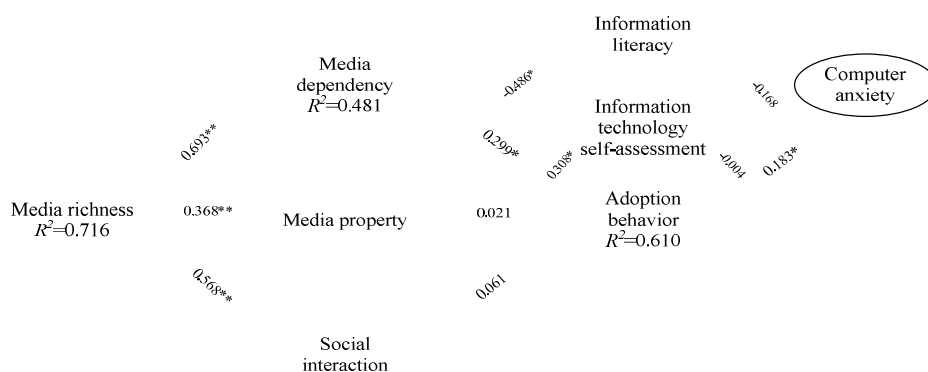 Information
literacy
Media
dependency
R²=0.481
-0.486*
Computer
anxiety
-0.168
Information
technology
self-assessment
0.693**
0.299*
0.308*
-0.004
0.183*
Media richness
R²=0.716
0.368**
Media property
0.021
Adoption
behavior
R²=0.610
0.568**
0.061
Social
interaction